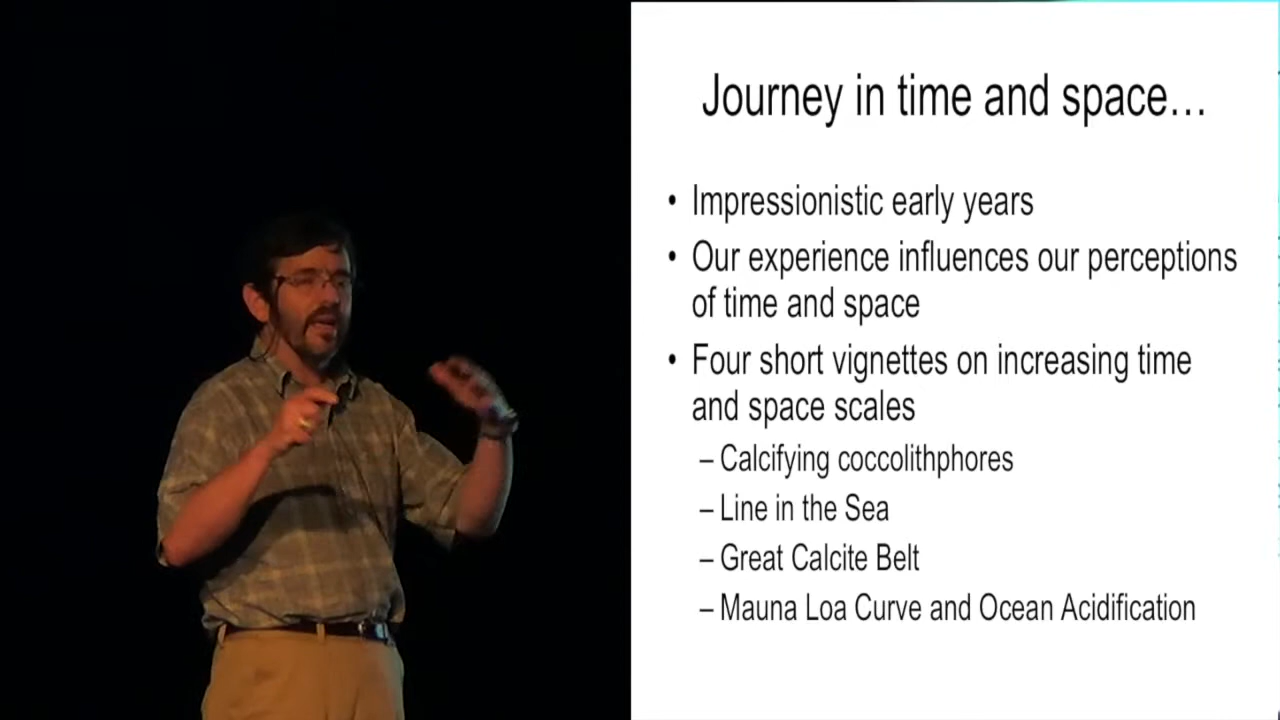 Journey in time and space…
• Impressionistic early years
• Our experience influences our perceptions
of time and space
• Four short vignettes on increasing time
and space scales
– Calcifying coccolithphores
– Line in the Sea
– Great Calcite Belt
– Mauna Loa Curve and Ocean Acidification